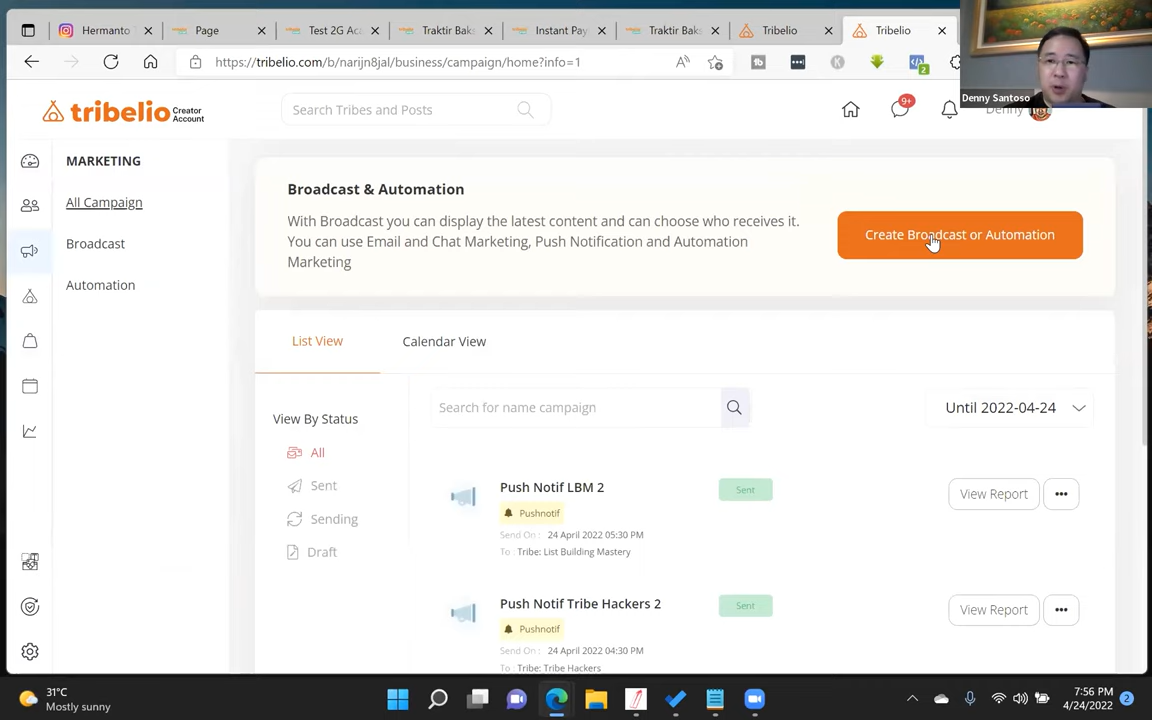 Hermanto
Page
Test 2G Aca
Traktir Baks
Instant Pay
Traktir Baks
Tribelio
Tribelio
https://tribelio.com/b/narijn8jal/business/campaign/home?info=1
Denny Santoso
tribelio Creator Account
Search Tribes and Posts
9+
Denny
MARKETING
All Campaign
Broadcast
Automation
Broadcast & Automation
With Broadcast you can display the latest content and can choose who receives it.
You can use Email and Chat Marketing, Push Notification and Automation
Marketing
Create Broadcast or Automation
List View
Calendar View
View By Status
All
Sent
Sending
Draft
Search for name campaign
Until 2022-04-24
Push Notif LBM 2
Sent
View Report
Pushnotif
Send On : 24 April 2022 05:30 PM
To : Tribe: List Building Mastery
Push Notif Tribe Hackers 2
Sent
View Report
Pushnotif
Send On : 24 April 2022 04:30 PM
To : Tribe: Tribe Hackers
31°C
Mostly sunny
7:56 PM
4/24/2022
2